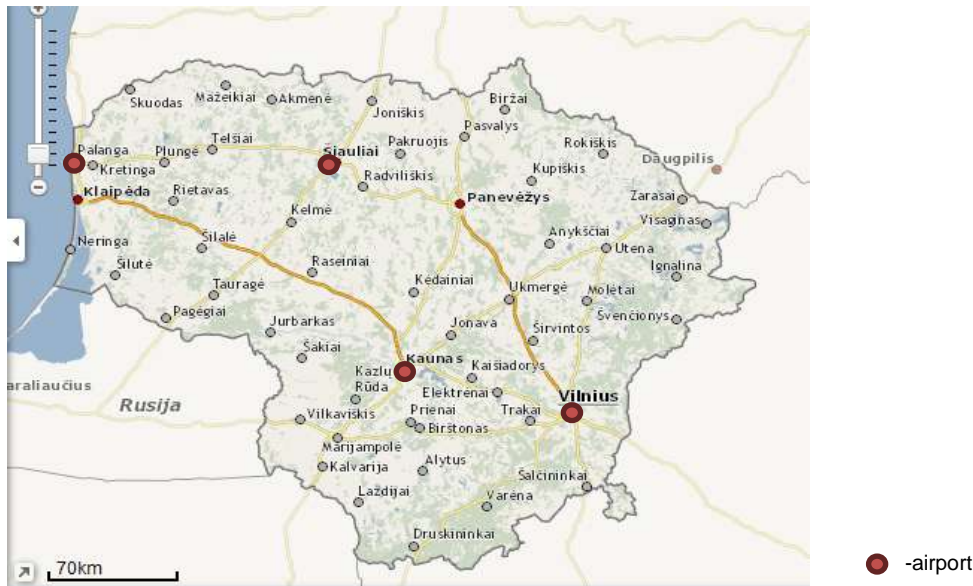 Skuodas
Mažeikiai
Akmenė
Joniškis
Biržai
Pasvalys
Palanga
Plungė
Telšiai
Šiauliai
Pakruojis
Rokiškis
Daugpilis
Kretinga
Radviliškis
Kupiškis
Klaipėda
Rietavas
Panevėžys
Zarasai
Visaginas
Kelmė
Neringa
Šilalė
Anykščiai
Utena
Šilutė
Raseiniai
Ignalina
Tauragė
Kėdainiai
Ukmergė
Molėtai
Pagėgiai
Jurbarkas
Jonava
Širvintos
Švenčionys
Šakiai
Kaunas
Kazlų
Rūda
Kaišiadorys
araliaučius
Elektrėnai
Vilnius
Rusija
Vilkaviškis
Prienai
Birštonas
Trakai
Marijampolė
Kalvarija
Alytus
Šalčininkai
Lazdijai
Varėna
Druskininkai
70km
-airport